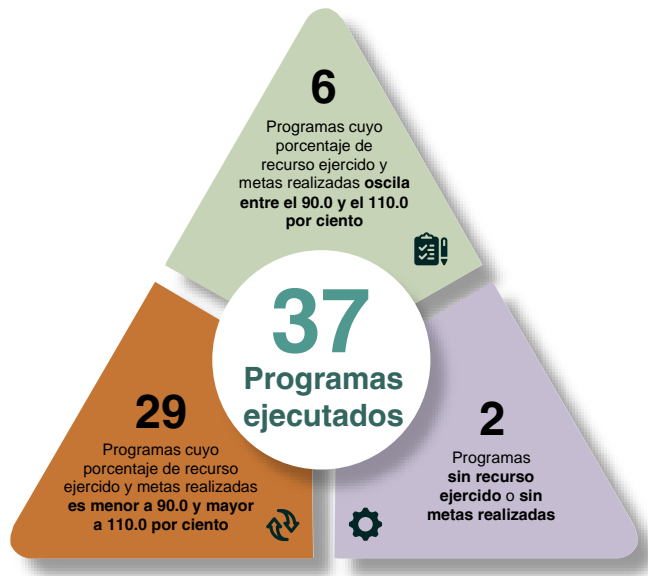 6
Programas cuyo
porcentaje de
recurso ejercido y
metas realizadas oscila
entre el 90.0 y el 110.0
por ciento
37
Programas
ejecutados
29
Programas cuyo
porcentaje de recurso
ejercido y metas realizadas
es menor a 90.0 y mayor
a 110.0 por ciento
2
Programas
sin recurso
ejercido o sin
metas realizadas